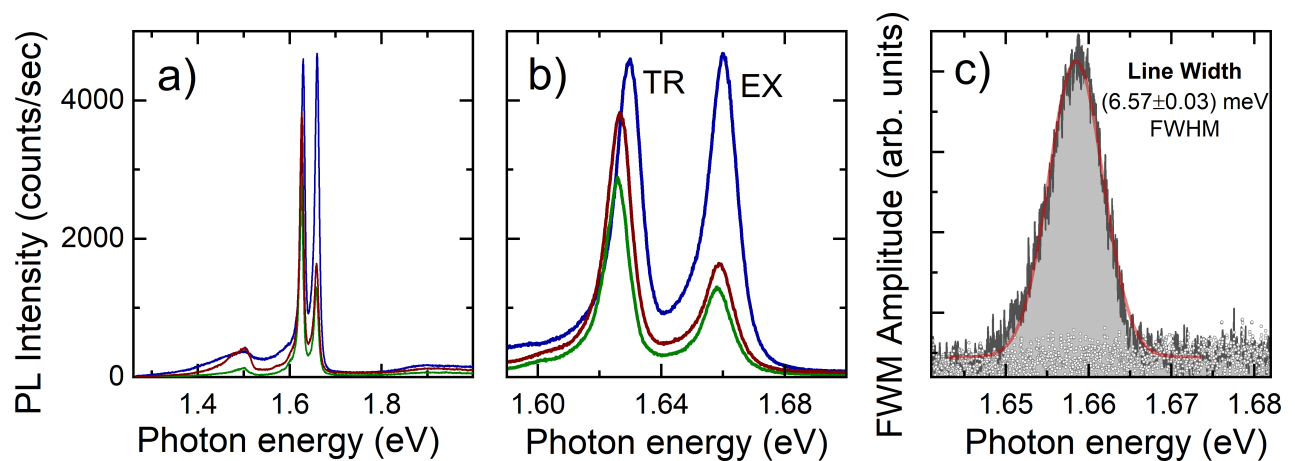 PL Intensity (counts/sec)
4000
2000
0
a)
1.4 1.6 1.8
Photon energy (eV)
b)
TR
EX
1.60 1.64 1.68
Photon energy (eV)
FWM Amplitude (arb. units)
c)
Line Width
(6.57±0.03) meV
FWHM
1.65 1.66 1.67 1.68
Photon energy (eV)